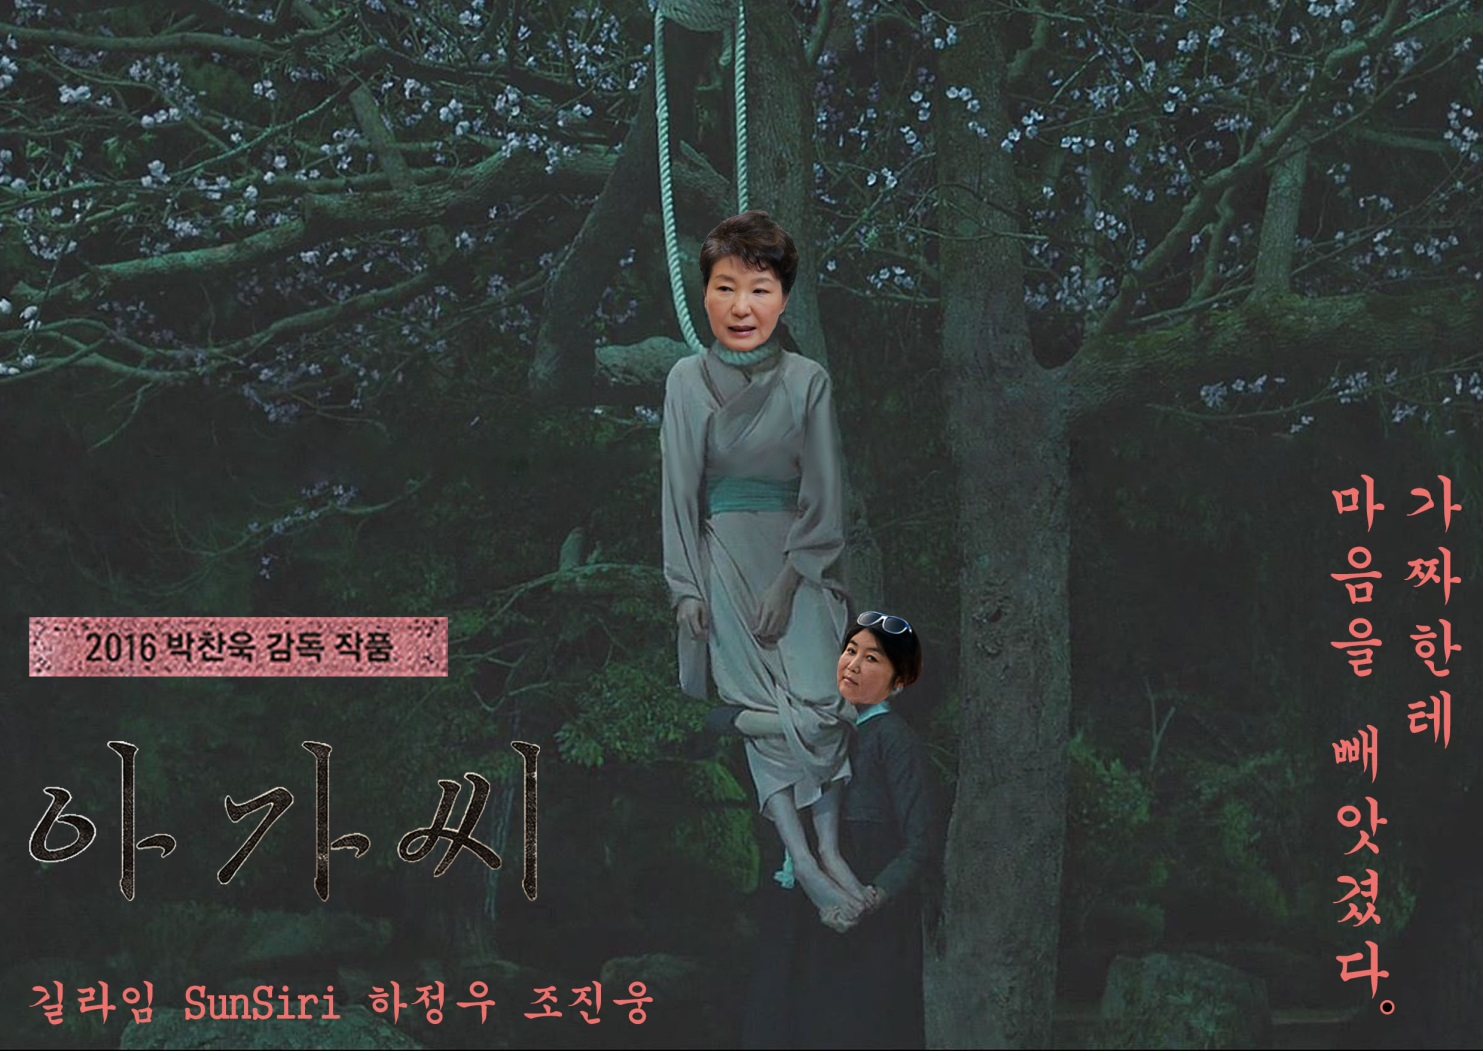 가짜한테
마음을 빼앗겼다。
2016 박찬욱 감독 작품
아가씨
길라임 SunSiri 하정우 조진웅